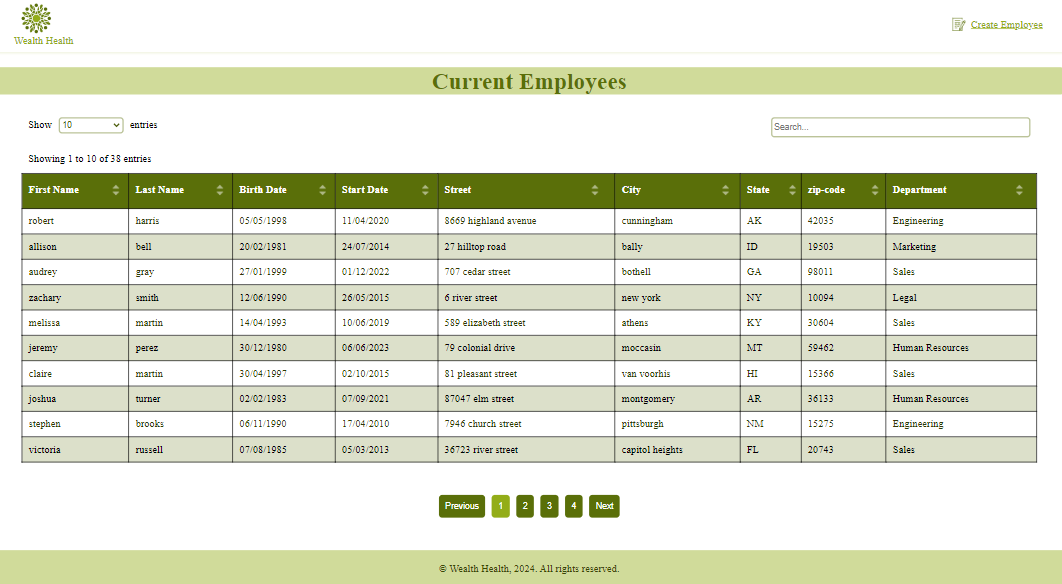 Wealth Health
Create Employee
Current Employees
Show 10 entries
Search...
Showing 1 to 10 of 38 entries
First Name Last Name Birth Date Start Date Street City State zip-code Department
robert harris 05/05/1998 11/04/2020 8669 highland avenue cunningham AK 42035 Engineering
allison bell 20/02/1981 24/07/2014 27 hilltop road bally ID 19503 Marketing
audrey gray 27/01/1999 01/12/2022 707 cedar street bothell GA 98011 Sales
zachary smith 12/06/1990 26/05/2015 6 river street new york NY 10094 Legal
melissa martin 14/04/1993 10/06/2019 589 elizabeth street athens KY 30604 Sales
jeremy perez 30/12/1980 06/06/2023 79 colonial drive moccasin MT 59462 Human Resources
claire martin 30/04/1997 02/10/2015 81 pleasant street van voorhis HI 15366 Sales
joshua turner 02/02/1983 07/09/2021 87047 elm street montgomery AR 36133 Human Resources
stephen brooks 06/11/1990 17/04/2010 7946 church street pittsburgh NM 15275 Engineering
victoria russell 07/08/1985 05/03/2013 36723 river street capitol heights FL 20743 Sales
Previous 1 2 3 4 Next
© Wealth Health, 2024. All rights reserved.